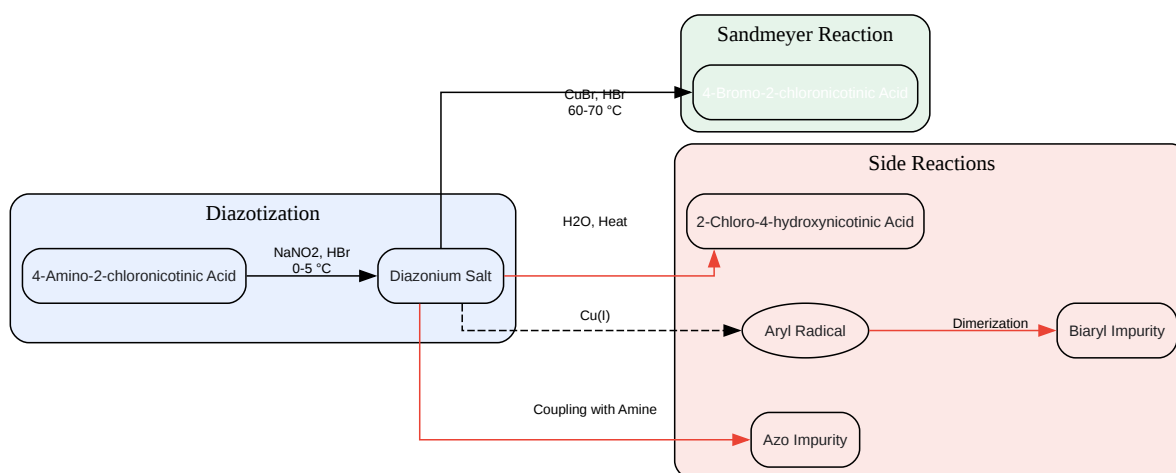 Sandmeyer Reaction
4-Bromo-2-chloronicotinic Acid
CuBr, HBr
60-70 °C
Side Reactions
Diazotization
2-Chloro-4-hydroxynicotinic Acid
H2O, Heat
4-Amino-2-chloronicotinic Acid
NaNO2, HBr
0-5 °C
Diazonium Salt
Cu(I)
Aryl Radical
Dimerization
Biaryl Impurity
Coupling with Amine
Azo Impurity